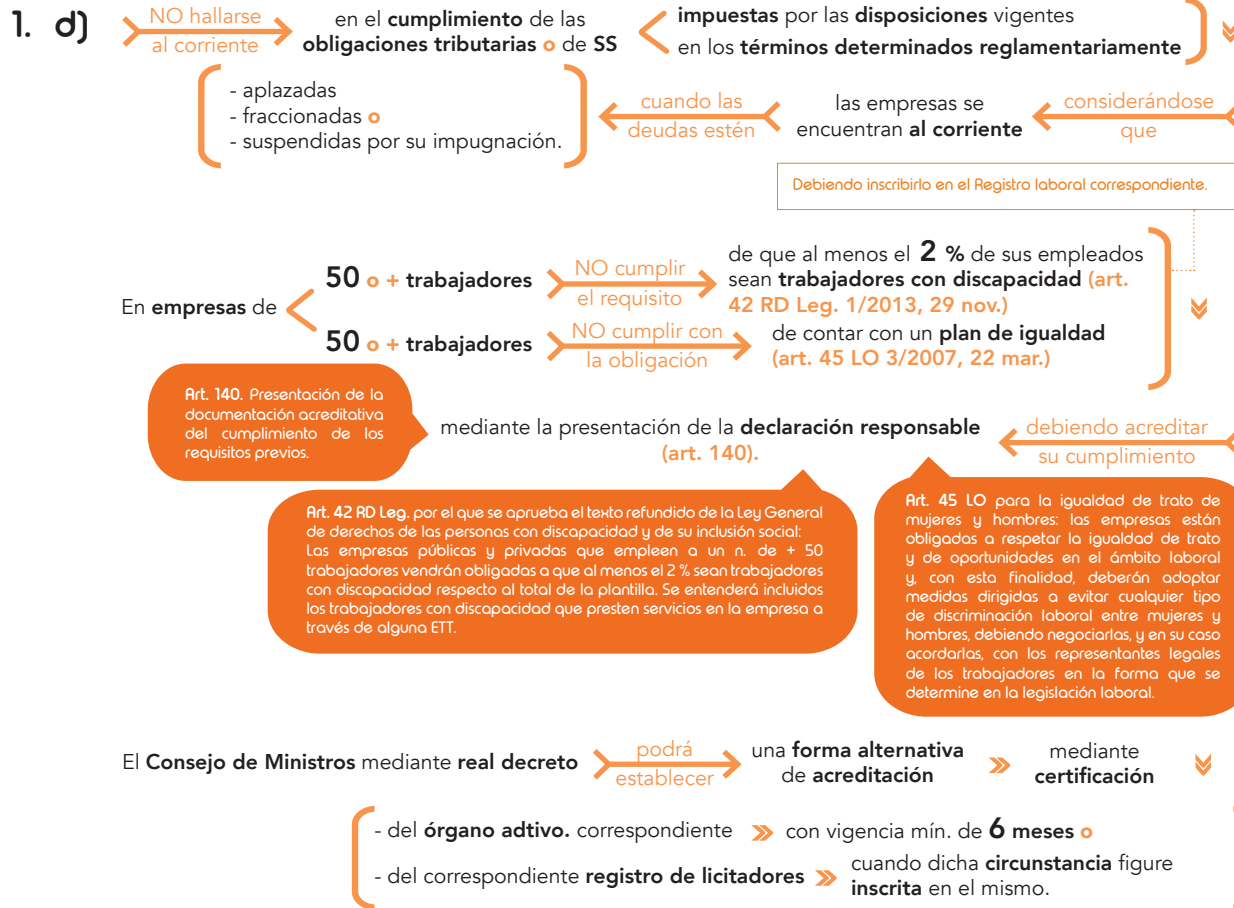 1. d)
NO hallarse
al corriente
en el cumplimiento de las
obligaciones tributarias o de SS
impuestas por las disposiciones vigentes
en los términos determinados reglamentariamente
considerándose
que
las empresas se
encuentran al corriente
cuando las
deudas estén
- aplazadas
- fraccionadas o
- suspendidas por su impugnación.
Debiendo inscribirlo en el Registro laboral correspondiente.
En empresas de
50 o + trabajadores
NO cumplir
el requisito
de que al menos el 2 % de sus empleados
sean trabajadores con discapacidad (art.
42 RD Leg. 1/2013, 29 nov.)
50 o + trabajadores
NO cumplir con
la obligación
de contar con un plan de igualdad
(art. 45 LO 3/2007, 22 mar.)
debiendo acreditar
su cumplimiento
mediante la presentación de la declaración responsable
(art. 140).
Art. 140. Presentación de la
documentación acreditativa
del cumplimiento de los
requisitos previos.
Art. 42 RD Leg. por el que se aprueba el texto refundido de la Ley General
de derechos de las personas con discapacidad y de su inclusión social:
Las empresas públicas y privadas que empleen a un n. de + 50
trabajadores vendrán obligadas a que al menos el 2 % sean trabajadores
con discapacidad respecto al total de la plantilla. Se entenderá incluidos
los trabajadores con discapacidad que presten servicios en la empresa a
través de alguna ETT.
Art. 45 LO para la igualdad de trato de
mujeres y hombres: las empresas están
obligadas a respetar la igualdad de trato
y de oportunidades en el ámbito laboral
y, con esta finalidad, deberán adoptar
medidas dirigidas a evitar cualquier tipo
de discriminación laboral entre mujeres y
hombres, debiendo negociarlas, y en su caso
acordarlas, con los representantes legales
de los trabajadores en la forma que se
determine en la legislación laboral.
El Consejo de Ministros mediante real decreto
podrá
establecer
una forma alternativa
de acreditación
mediante
certificación
- del órgano adtivo. correspondiente
con vigencia mín. de 6 meses o
- del correspondiente registro de licitadores
cuando dicha circunstancia figure
inscrita en el mismo.